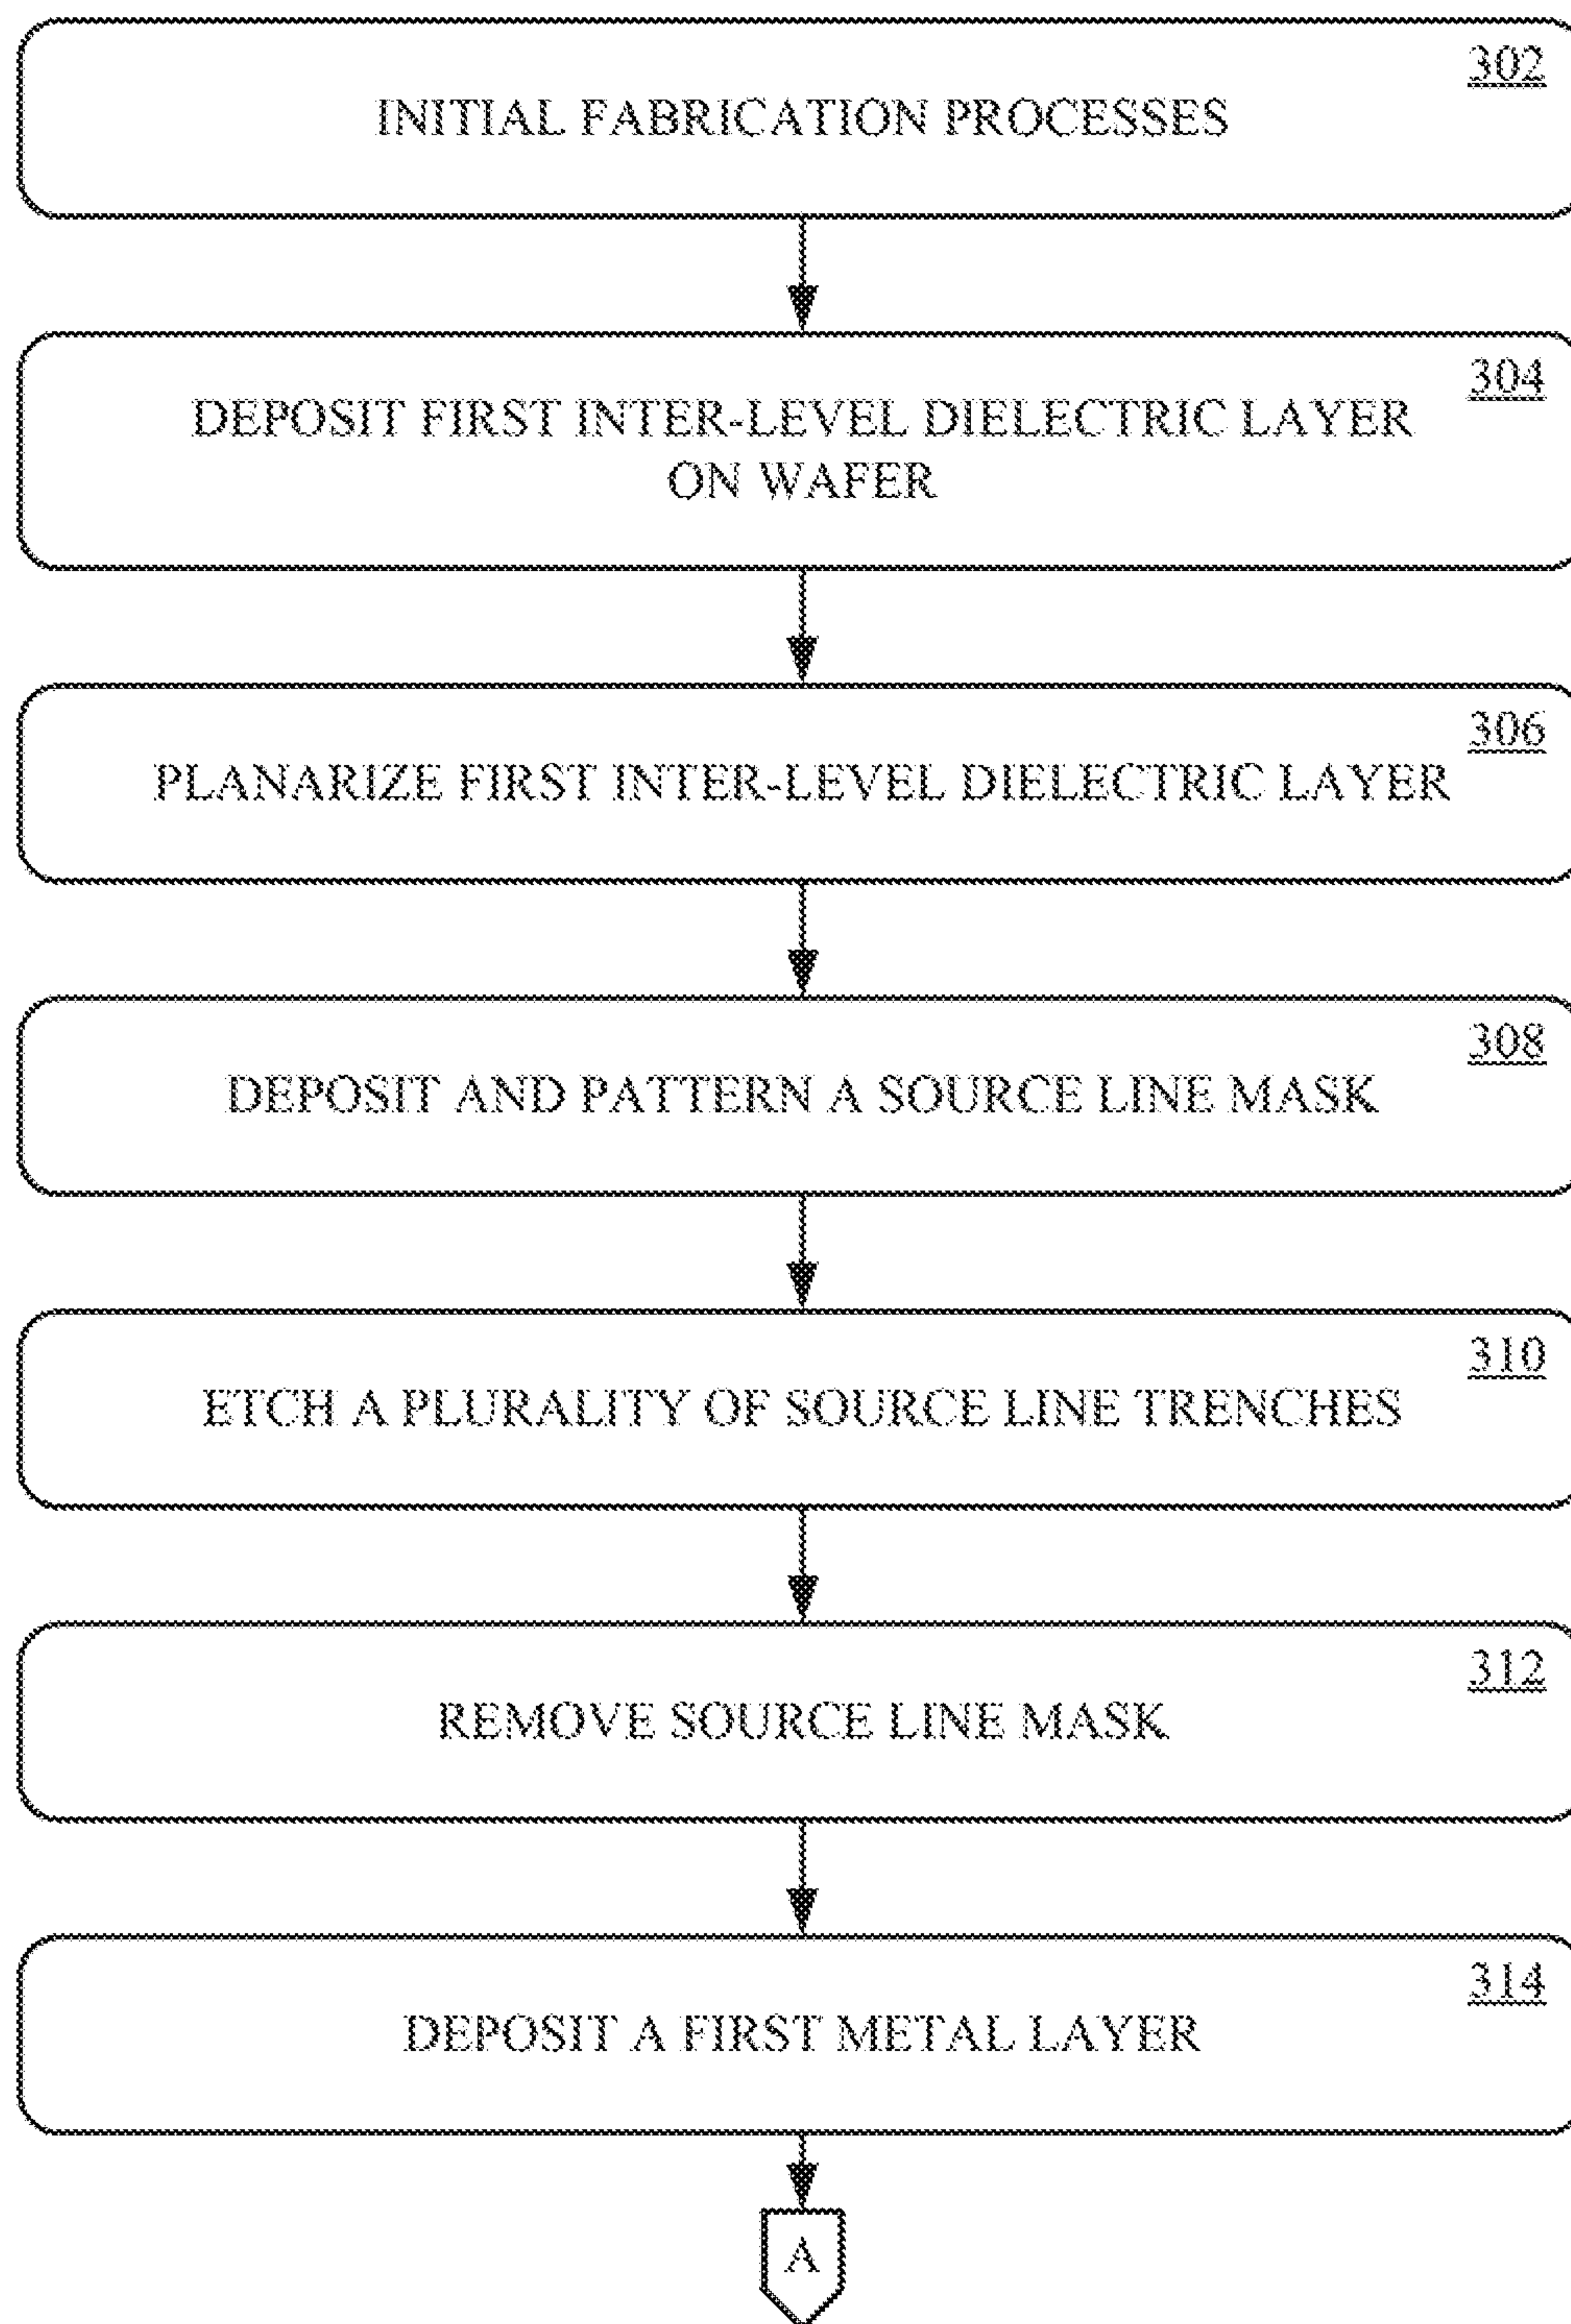 302
INITIAL FABRICATION PROCESSES
304
DEPOSIT FIRST INTER-LEVEL DIELECTRIC LAYER
ON WAFER
306
PLANARIZE FIRST INTER-LEVEL DIELECTRIC LAYER
308
DEPOSIT AND PATTERN A SOURCE LINE MASK
310
ETCH A PLURALITY OF SOURCE LINE TRENCHES
312
REMOVE SOURCE LINE MASK
314
DEPOSIT A FIRST METAL LAYER
A